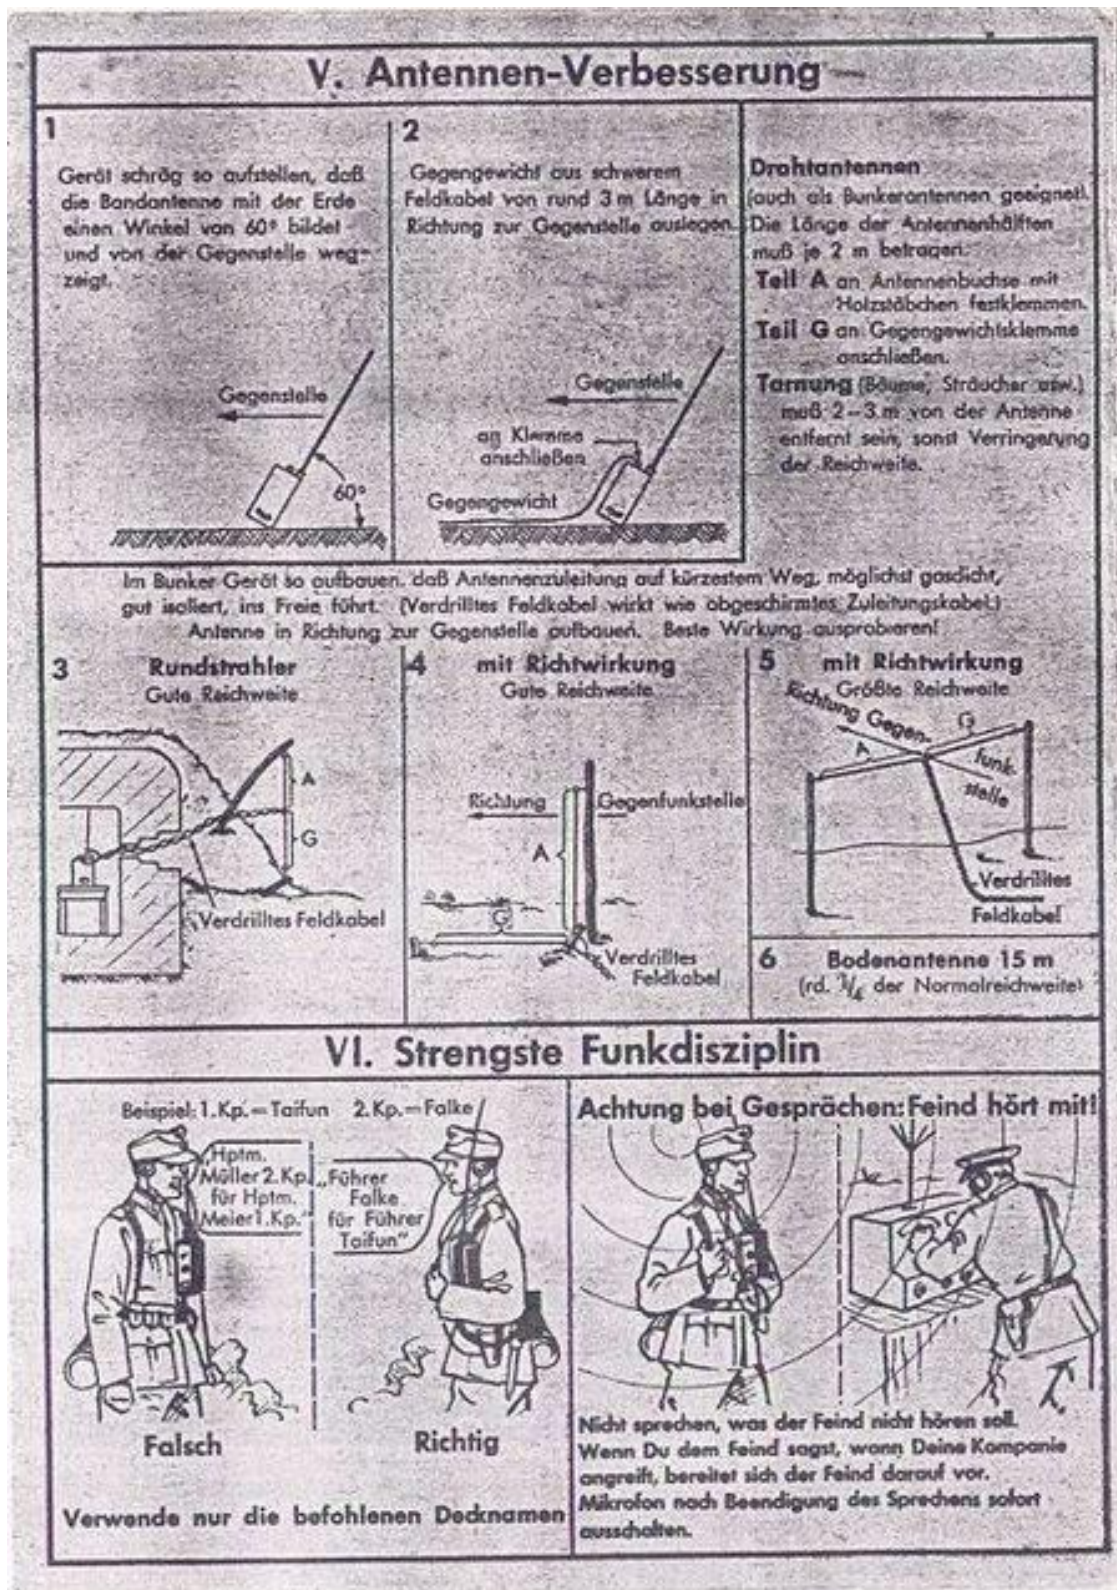 V. Antennen-Verbesserung
1
Gerät schräg so aufstellen, daß
die Bandantenne mit der Erde
einen Winkel von 60° bildet
und von der Gegenstelle weg-
zeigt.
Gegenstelle
60°
2
Gegengewicht aus schwerem
Feldkabel von rund 3 m Länge in
Richtung zur Gegenstelle auslegen.
Gegenstelle
an Klemme
anschließen
Gegengewicht
Drahtantennen
(auch als Bunkerantennen geeignet).
Die Länge der Antennenhälften
muß je 2 m betragen.
Teil A an Antennenbuchse mit
Holzstäbchen festklemmen.
Teil G an Gegengewichtsklemme
anschließen.
Tarnung (Bäume, Sträucher usw.)
muß 2-3 m von der Antenne
entfernt sein, sonst Verringerung
der Reichweite.
Im Bunker Gerät so aufbauen, daß Antennenzuleitung auf kürzestem Weg, möglichst gasdicht,
gut isoliert, ins Freie führt. (Verdrilltes Feldkabel wirkt wie abgeschirmtes Zuleitungskabel.)
Antenne in Richtung zur Gegenstelle aufbauen. Beste Wirkung ausprobieren!
3 Rundstrahler
Gute Reichweite
A
G
Verdrilltes Feldkabel
4 mit Richtwirkung
Gute Reichweite
Richtung Gegenfunkstelle
A
G
Verdrilltes
Feldkabel
5 mit Richtwirkung
Größte Reichweite
Richtung Gegen-
funk-
stelle
A
G
Verdrilltes
Feldkabel
6 Bodenantenne 15 m
(rd. ¾ der Normalreichweite)
VI. Strengste Funkdisziplin
Beispiel: 1. Kp. = Taifun 2. Kp. = Falke
„Hptm.
Müller 2. Kp.
für Hptm.
Meier 1. Kp."
„Führer
Falke
für Führer
Taifun"
Falsch
Richtig
Verwende nur die befohlenen Decknamen
Achtung bei Gesprächen: Feind hört mit!
Nicht sprechen, was der Feind nicht hören soll.
Wenn Du dem Feind sagst, wann Deine Kompanie
angreift, bereitet sich der Feind darauf vor.
Mikrofon nach Beendigung des Sprechens sofort
ausschalten.